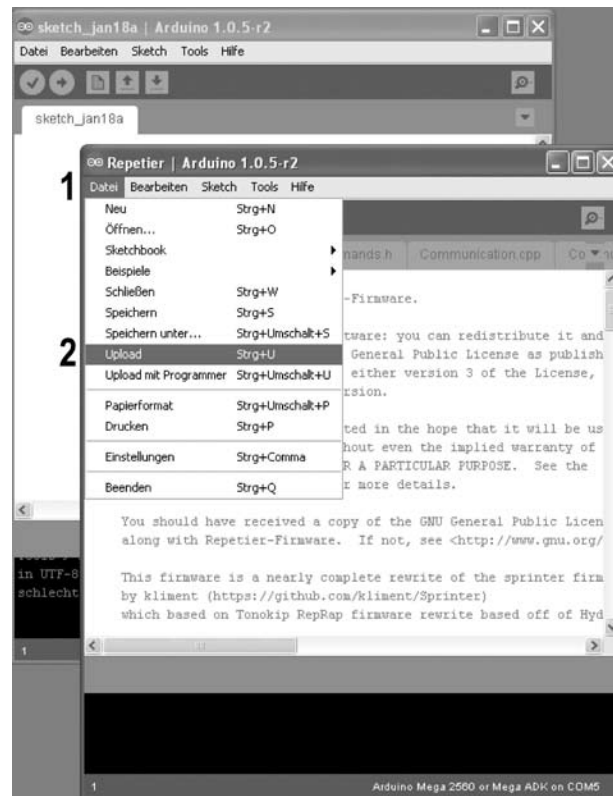 sketch_jan18a | Arduino 1.0.5-r2
Datei Bearbeiten Sketch Tools Hilfe
sketch_jan18a
Repetier | Arduino 1.0.5-r2
1
Datei Bearbeiten Sketch Tools Hilfe
Neu Strg+N
Öffnen... Strg+O
Sketchbook
Beispiele
Schließen Strg+W
Speichern Strg+S
Speichern unter... Strg+Umschalt+S
2
Upload Strg+U
Upload mit Programmer Strg+Umschalt+U
Papierformat Strg+Umschalt+P
Drucken Strg+P
Einstellungen Strg+Comma
Beenden Strg+Q
nands.h Communication.cpp Co
-Firmware.
tware: you can redistribute it and
General Public License as publish
either version 3 of the License,
rsion.
ted in the hope that it will be us
hout even the implied warranty of
R A PARTICULAR PURPOSE. See the
r more details.
You should have received a copy of the GNU General Public Licen
along with Repetier-Firmware. If not, see <http://www.gnu.org/
This firmware is a nearly complete rewrite of the sprinter firm
by kliment (https://github.com/kliment/Sprinter)
which based on Tonokip RepRap firmware rewrite based off of Hyd
in UTF-8
schlecht
1
1
Arduino Mega 2560 or Mega ADK on COM5